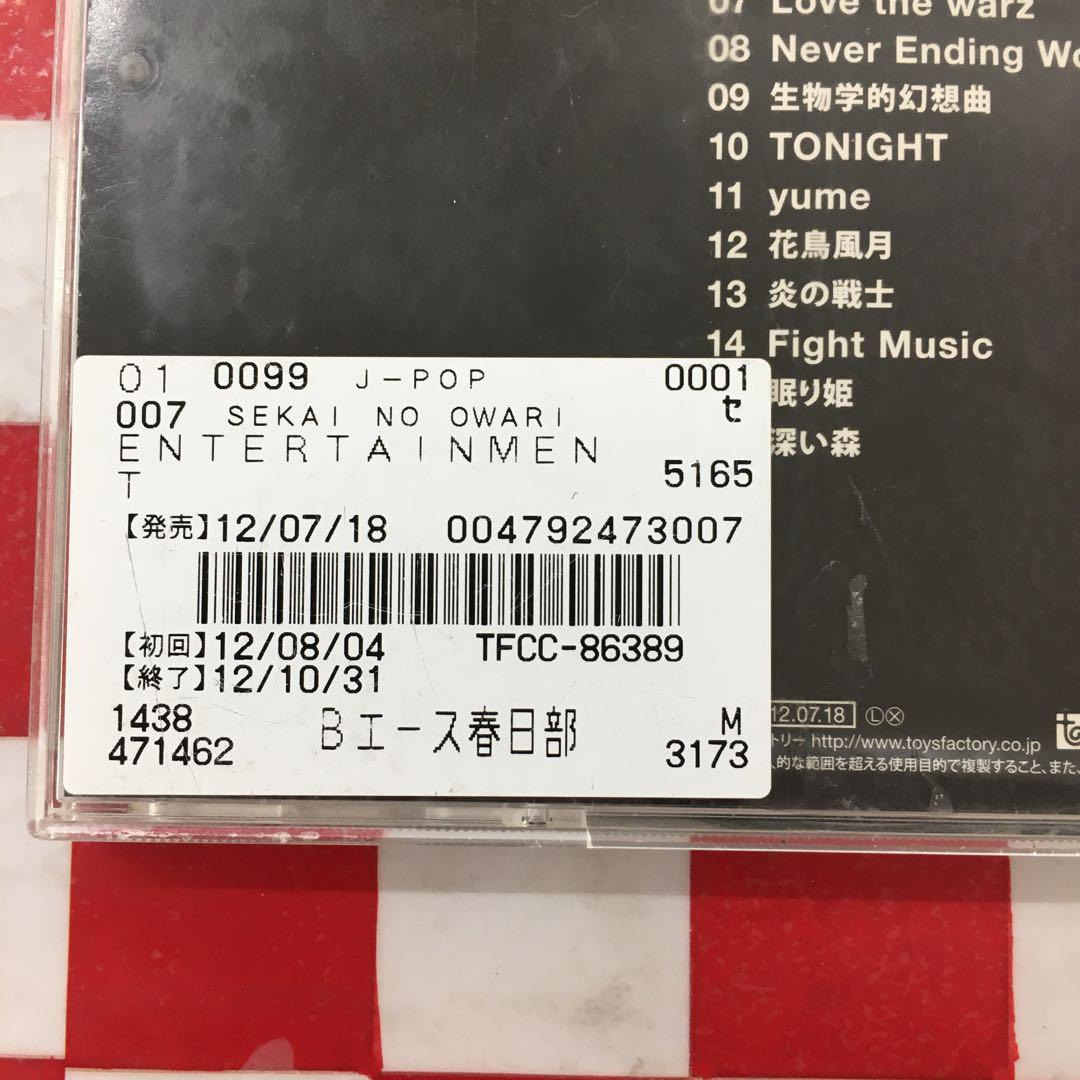 07 Love the warz
08 Never Ending Wo
09 生物学的幻想曲
10 TONIGHT
11 yume
12 花鳥風月
13 炎の戦士
14 Fight Music
眠り姫
深い森
01 0099 J-POP 0001
007 SEKAI NO OWARI セ
ENTERTAINMEN
T 5165
【発売】12/07/18 004792473007
【初回】12/08/04 TFCC-86389
【終了】12/10/31
1438 Bエース春日部 M
471462 3173
12.07.18 Ⓛ Ⓧ
トリー http://www.toysfactory.co.jp
人的な範囲を超える使用目的で複製すること、また、